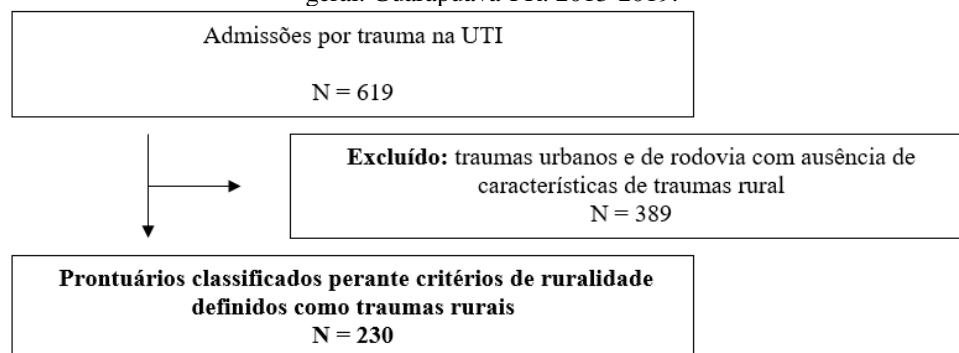 Admissões por trauma na UTI
N = 619
Excluído: traumas urbanos e de rodovia com ausência de
características de traumas rural
N = 389
Prontuários classificados perante critérios de ruralidade
definidos como traumas rurais
N = 230